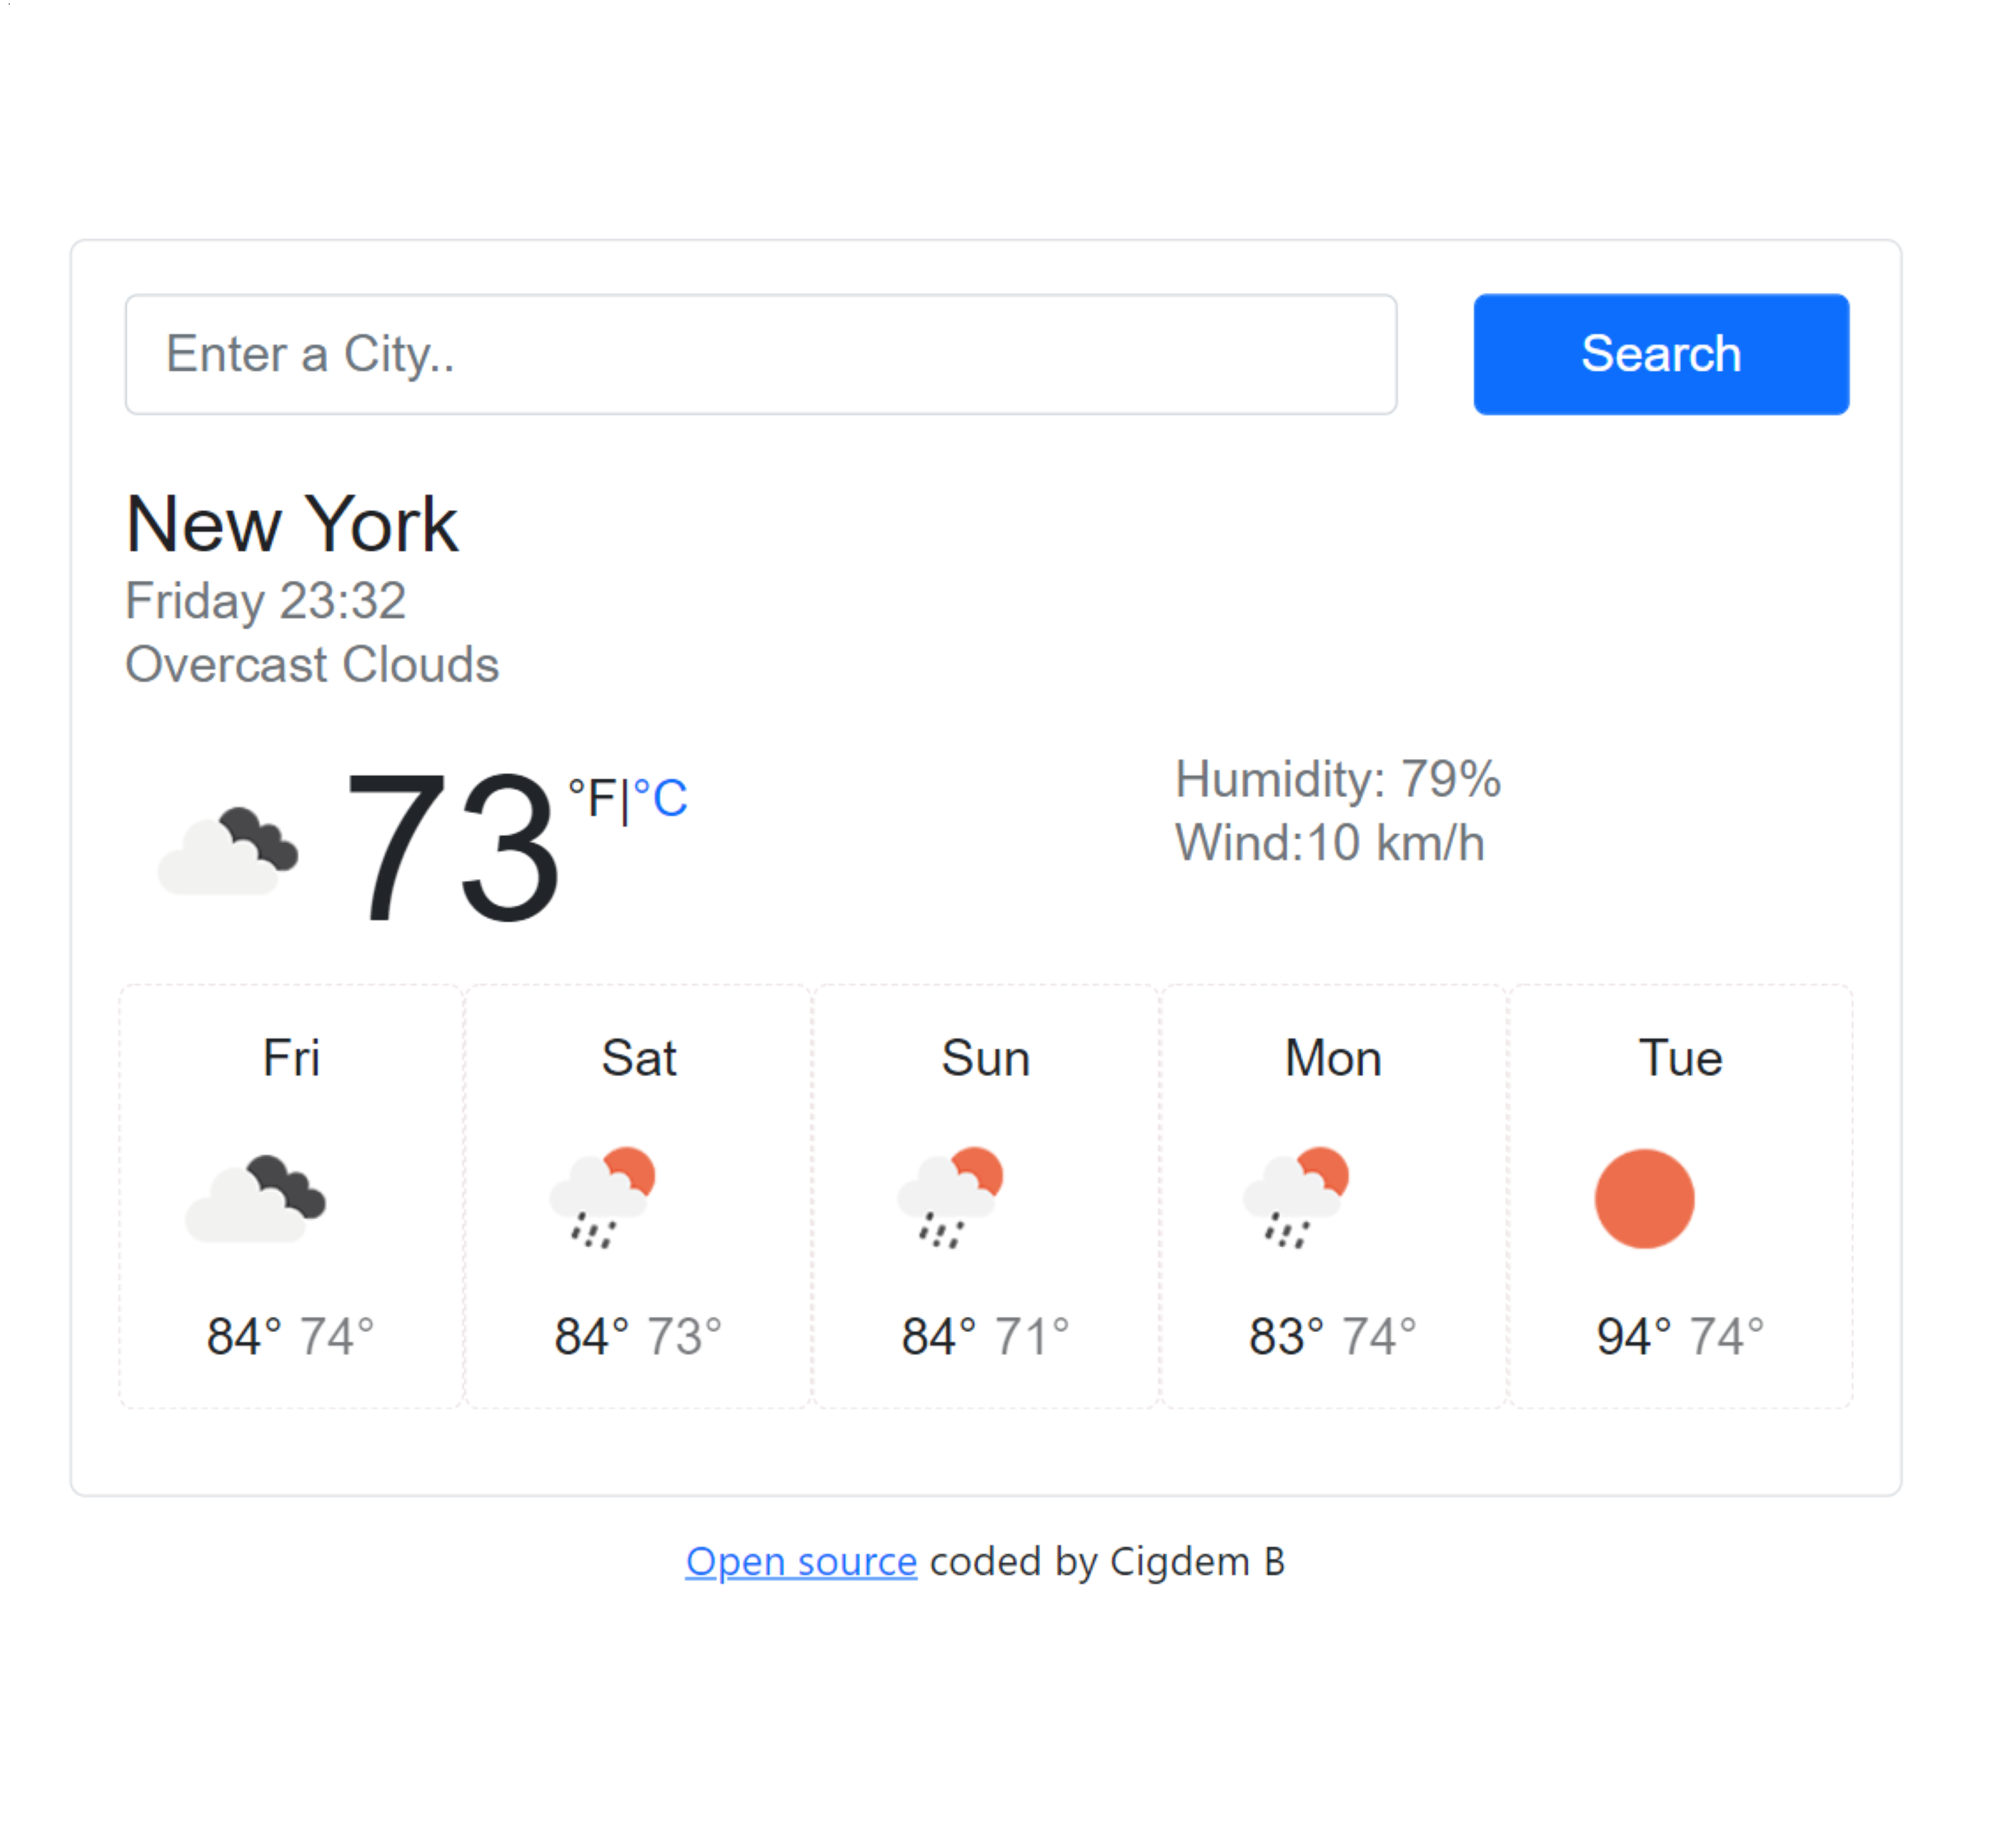 Enter a City..
Search
New York
Friday 23:32
Overcast Clouds
73 °F|°C
Humidity: 79%
Wind:10 km/h
Fri Sat Sun Mon Tue
84° 74° 84° 73° 84° 71° 83° 74° 94° 74°
Open source coded by Cigdem B